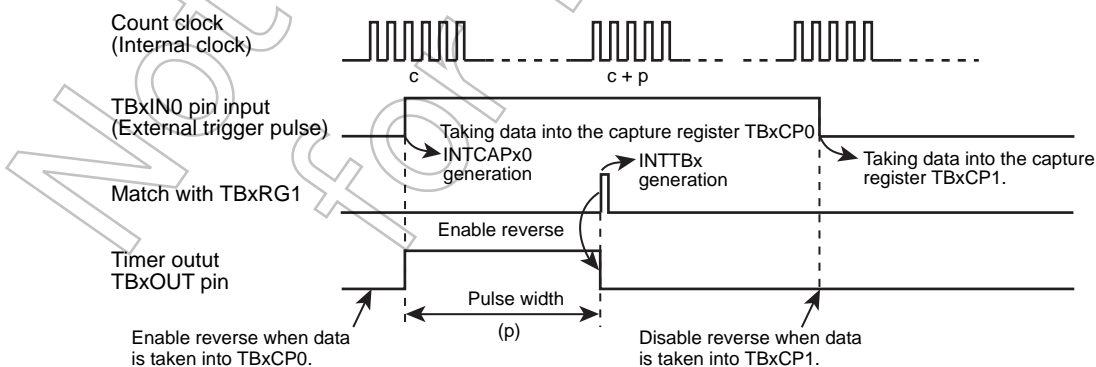 Count clock
(Internal clock)
c
c + p
TBxIN0 pin input
(External trigger pulse)
Taking data into the capture register TBxCP0
INTCAPx0
generation
INTTBx
generation
Taking data into the capture
register TBxCP1.
Match with TBxRG1
Enable reverse
Timer outut
TBxOUT pin
Pulse width
(p)
Enable reverse when data
is taken into TBxCP0.
Disable reverse when data
is taken into TBxCP1.
Not
for